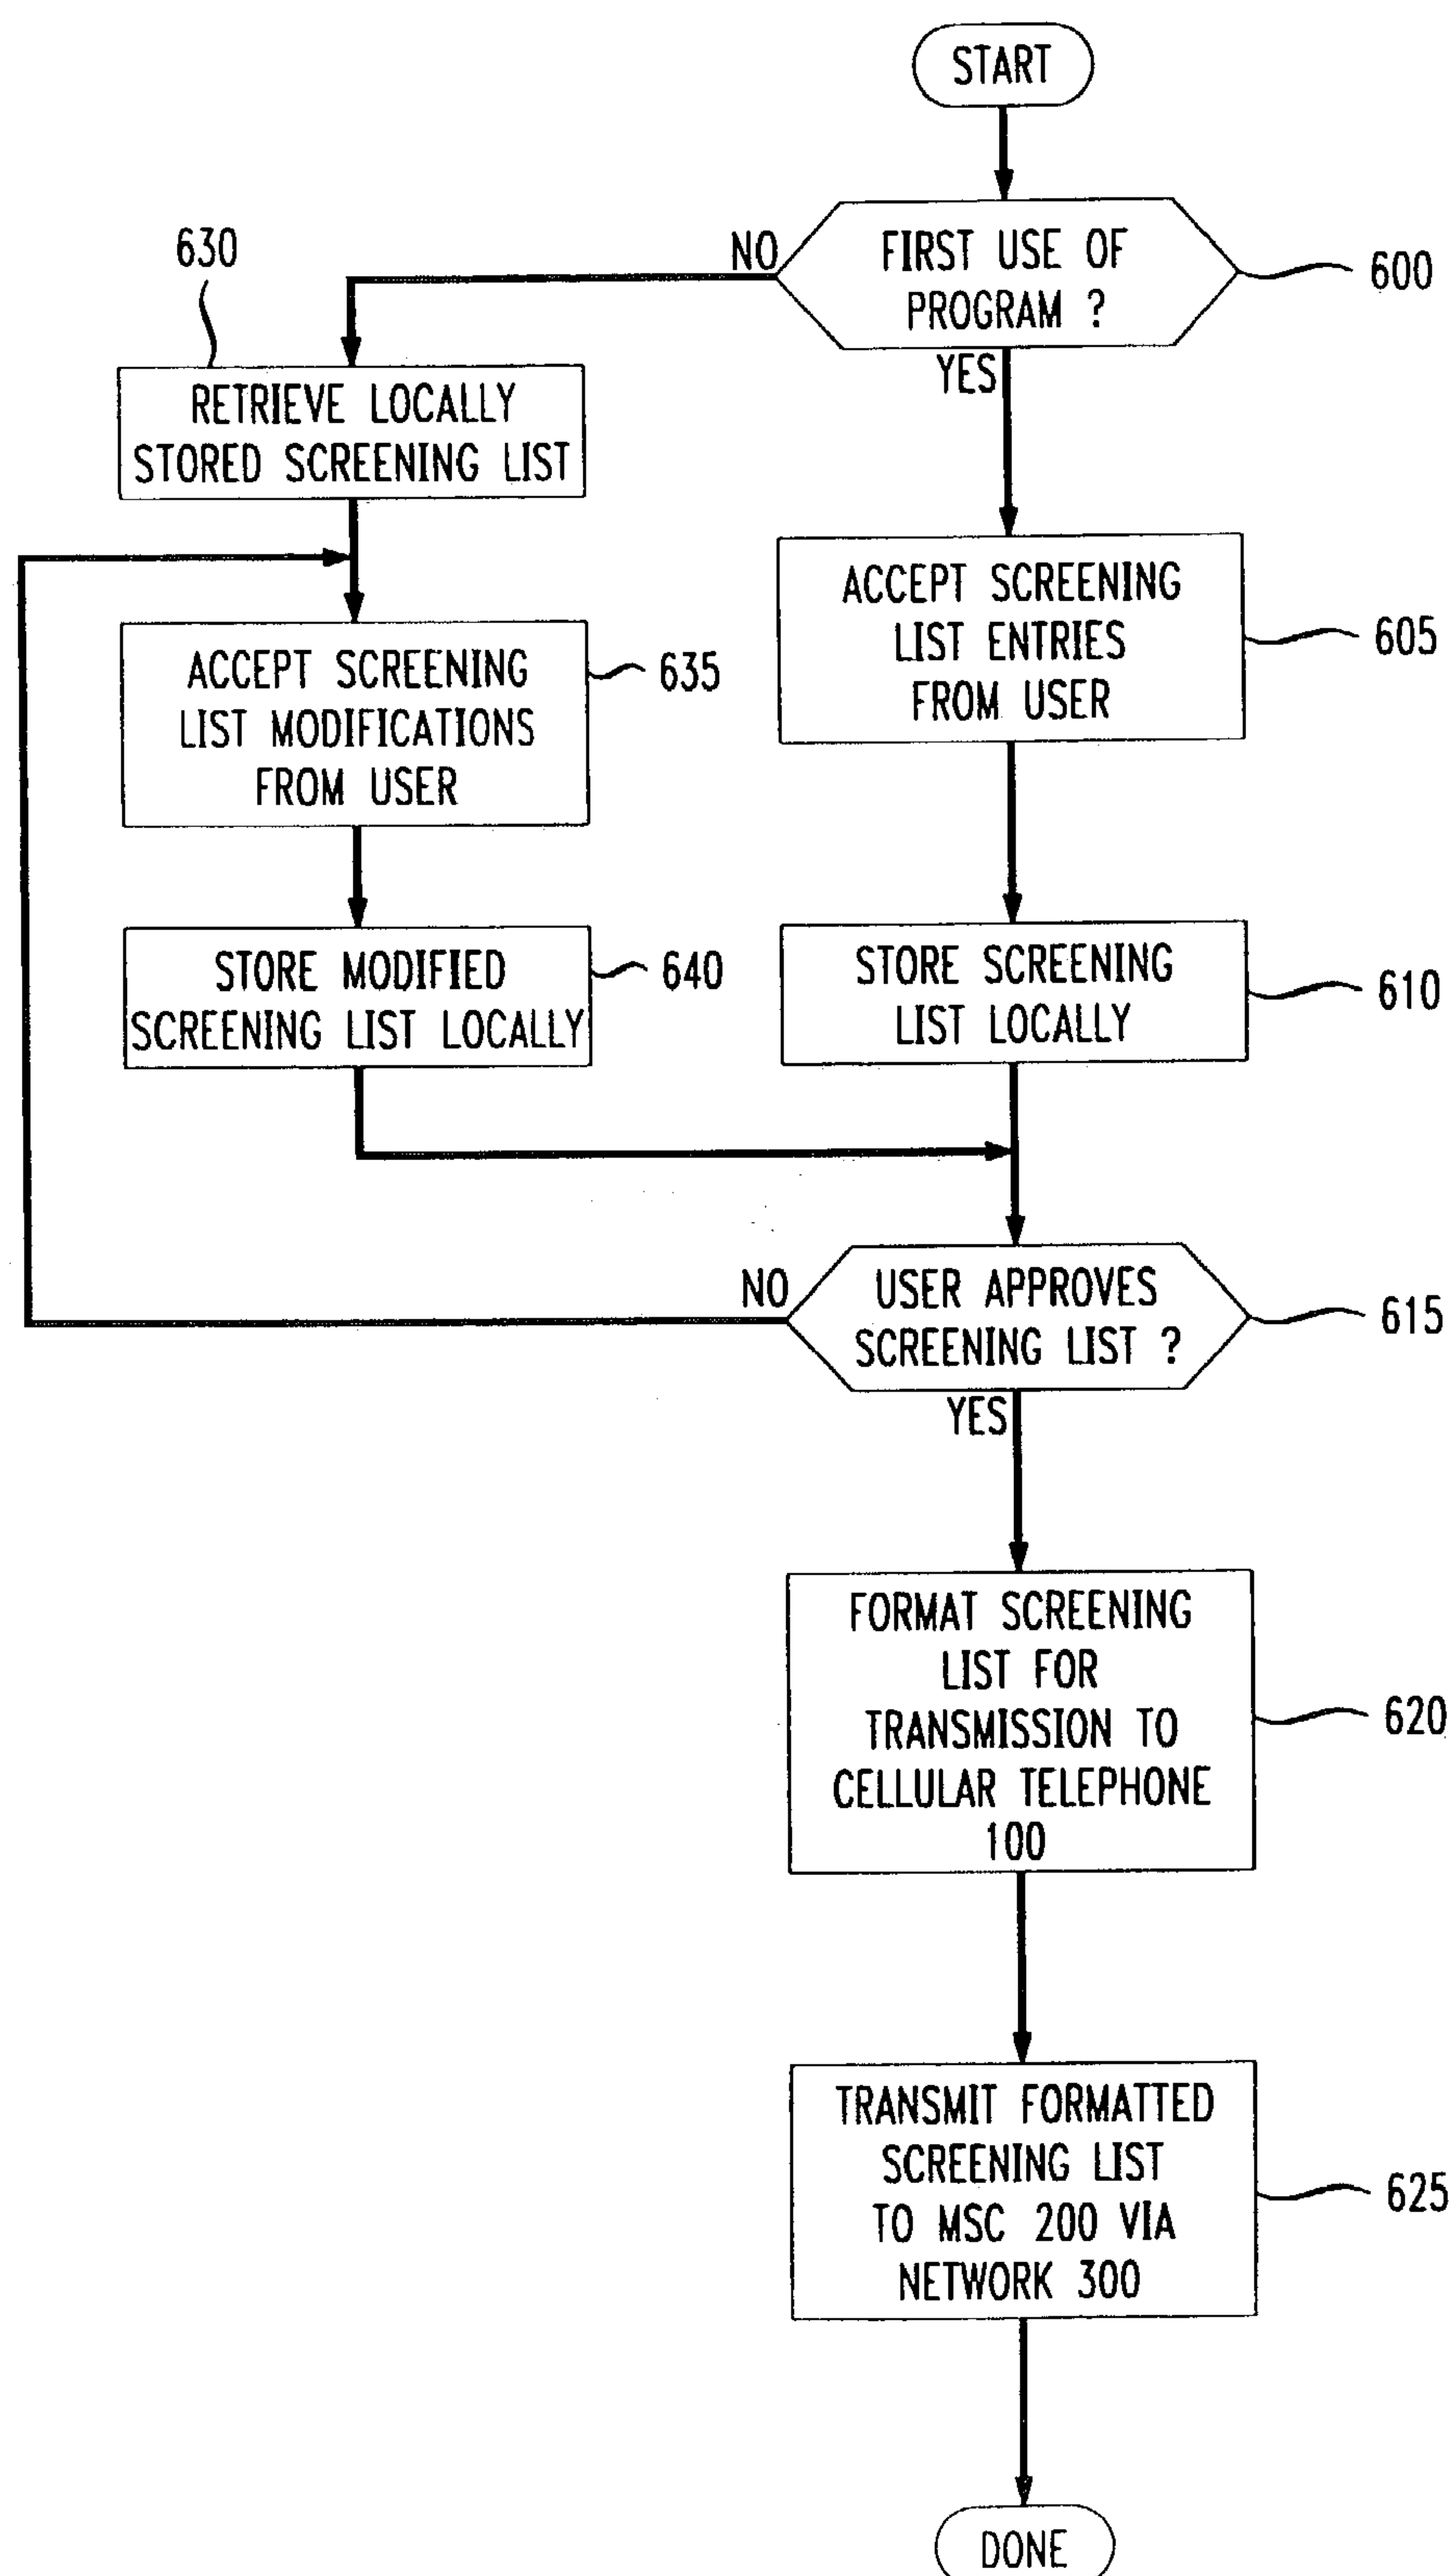 START
FIRST USE OF
PROGRAM ?
600
NO
YES
630
RETRIEVE LOCALLY
STORED SCREENING LIST
ACCEPT SCREENING
LIST MODIFICATIONS
FROM USER
635
STORE MODIFIED
SCREENING LIST LOCALLY
640
ACCEPT SCREENING
LIST ENTRIES
FROM USER
605
STORE SCREENING
LIST LOCALLY
610
USER APPROVES
SCREENING LIST ?
615
NO
YES
FORMAT SCREENING
LIST FOR
TRANSMISSION TO
CELLULAR TELEPHONE
100
620
TRANSMIT FORMATTED
SCREENING LIST
TO MSC 200 VIA
NETWORK 300
625
DONE